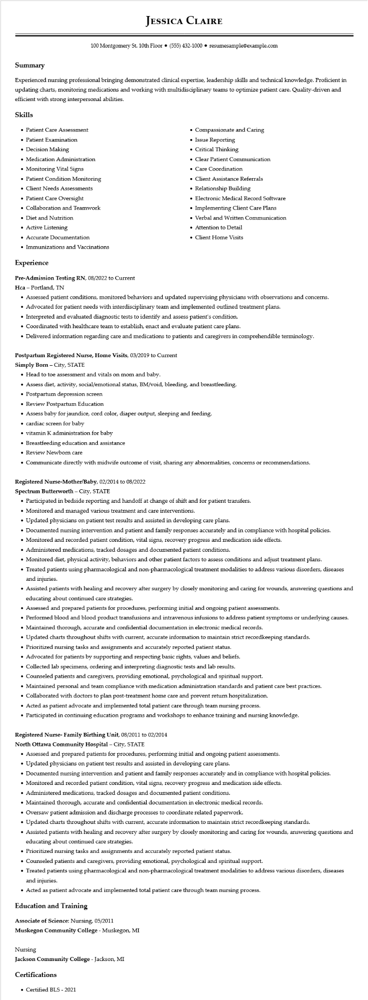 Jessica Claire
100 Montgomery St. 10th Floor ● (555) 432-1000 ● resumesample@example.com
Summary
Experienced nursing professional bringing demonstrated clinical expertise, leadership skills and technical knowledge. Proficient in
updating charts, monitoring medications and working with multidisciplinary teams to optimize patient care. Quality-driven and
efficient with strong interpersonal abilities.
Skills
• Patient Care Assessment
• Patient Examination
• Decision Making
• Medication Administration
• Monitoring Vital Signs
• Patient Condition Monitoring
• Client Needs Assessments
• Patient Care Oversight
• Collaboration and Teamwork
• Diet and Nutrition
• Active Listening
• Accurate Documentation
• Immunizations and Vaccinations
• Compassionate and Caring
• Issue Reporting
• Critical Thinking
• Clear Patient Communication
• Care Coordination
• Client Assistance Referrals
• Relationship Building
• Electronic Medical Record Software
• Implementing Client Care Plans
• Verbal and Written Communication
• Attention to Detail
• Client Home Visits
Experience
Pre-Admission Testing RN, 08/2022 to Current
Hca – Portland, TN
• Assessed patient conditions, monitored behaviors and updated supervising physicians with observations and concerns.
• Advocated for patient needs with interdisciplinary team and implemented outlined treatment plans.
• Interpreted and evaluated diagnostic tests to identify and assess patient's condition.
• Coordinated with healthcare team to establish, enact and evaluate patient care plans.
• Delivered information regarding care and medications to patients and caregivers in comprehendible terminology.
Postpartum Registered Nurse, Home Visits, 03/2019 to Current
Simply Born – City, STATE
• Head to toe assessment and vitals on mom and baby.
• Assess diet, activity, social/emotional status, BM/void, bleeding, and breastfeeding.
• Postpartum depression screen
• Review Postpartum Education
• Assess baby for jaundice, cord color, diaper output, sleeping and feeding.
• cardiac screen for baby
• vitamin K administration for baby
• Breastfeeding education and assistance
• Review Newborn care
• Communicate directly with midwife outcome of visit, sharing any abnormalities, concerns or recommendations.
Registered Nurse-Mother/Baby, 02/2014 to 08/2022
Spectrum Butterworth – City, STATE
• Participated in bedside reporting and handoff at change of shift and for patient transfers.
• Monitored and managed various treatment and care interventions.
• Updated physicians on patient test results and assisted in developing care plans.
• Documented nursing intervention and patient and family responses accurately and in compliance with hospital policies.
• Monitored and recorded patient condition, vital signs, recovery progress and medication side effects.
• Administered medications, tracked dosages and documented patient conditions.
• Monitored diet, physical activity, behaviors and other patient factors to assess conditions and adjust treatment plans.
• Treated patients using pharmacological and non-pharmacological treatment modalities to address various disorders, diseases
and injuries.
• Assisted patients with healing and recovery after surgery by closely monitoring and caring for wounds, answering questions and
educating about continued care strategies.
• Assessed and prepared patients for procedures, performing initial and ongoing patient assessments.
• Performed blood and blood product transfusions and intravenous infusions to address patient symptoms or underlying causes.
• Maintained thorough, accurate and confidential documentation in electronic medical records.
• Updated charts throughout shifts with current, accurate information to maintain strict recordkeeping standards.
• Prioritized nursing tasks and assignments and accurately reported patient status.
• Advocated for patients by supporting and respecting basic rights, values and beliefs.
• Collected lab specimens, ordering and interpreting diagnostic tests and lab results.
• Counseled patients and caregivers, providing emotional, psychological and spiritual support.
• Maintained personal and team compliance with medication administration standards and patient care best practices.
• Collaborated with doctors to plan post-treatment home care and prevent return hospitalization.
• Acted as patient advocate and implemented total patient care through team nursing process.
• Participated in continuing education programs and workshops to enhance training and nursing knowledge.
Registered Nurse- Family Birthing Unit, 08/2011 to 02/2014
North Ottawa Community Hospital – City, STATE
• Assessed and prepared patients for procedures, performing initial and ongoing patient assessments.
• Updated physicians on patient test results and assisted in developing care plans.
• Documented nursing intervention and patient and family responses accurately and in compliance with hospital policies.
• Monitored and recorded patient condition, vital signs, recovery progress and medication side effects.
• Administered medications, tracked dosages and documented patient conditions.
• Maintained thorough, accurate and confidential documentation in electronic medical records.
• Oversaw patient admission and discharge processes to coordinate related paperwork.
• Updated charts throughout shifts with current, accurate information to maintain strict recordkeeping standards.
• Assisted patients with healing and recovery after surgery by closely monitoring and caring for wounds, answering questions and
educating about continued care strategies.
• Prioritized nursing tasks and assignments and accurately reported patient status.
• Counseled patients and caregivers, providing emotional, psychological and spiritual support.
• Treated patients using pharmacological and non-pharmacological treatment modalities to address various disorders, diseases
and injuries.
• Acted as patient advocate and implemented total patient care through team nursing process.
Education and Training
Associate of Science: Nursing, 05/2011
Muskegon Community College - Muskegon, MI
Nursing
Jackson Community College - Jackson, MI
Certifications
• Certified BLS - 2021